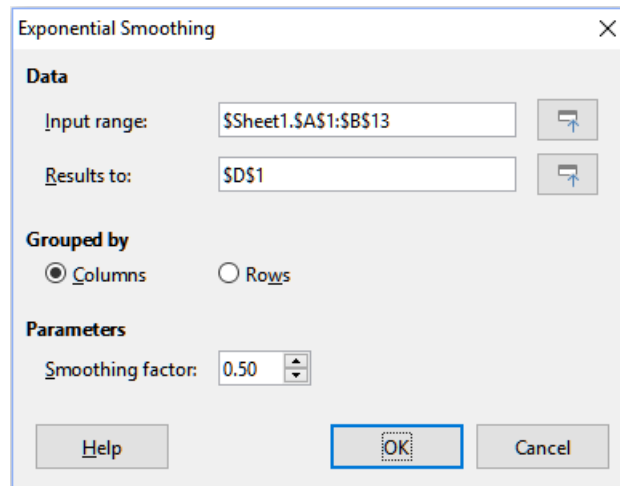 Exponential Smoothing
Data
Input range: $Sheet1.$A$1:$B$13
Results to: $D$1
Grouped by
Columns Rows
Parameters
Smoothing factor: 0.50
Help OK Cancel